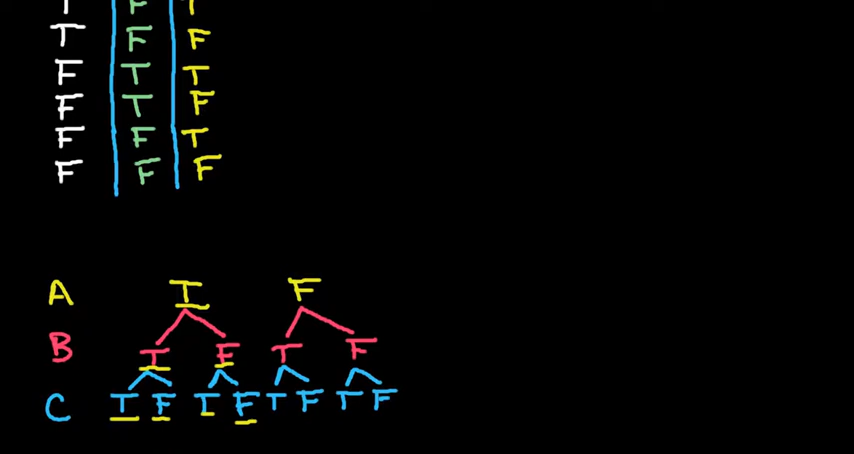 T F T
T F F
F T T
F T F
F F T
F F F
A T F
B T F T F
C T F T F T F T F